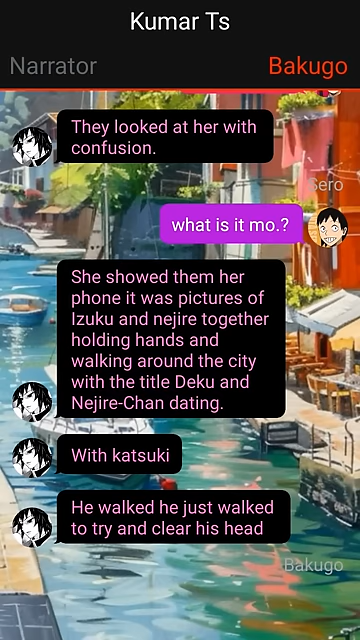 Kumar Ts
Narrator
Bakugo
They looked at her with
confusion.
Sero
what is it mo.?
She showed them her
phone it was pictures of
Izuku and nejire together
holding hands and
walking around the city
with the title Deku and
Nejire-Chan dating.
With katsuki
He walked he just walked
to try and clear his head
Bakugo